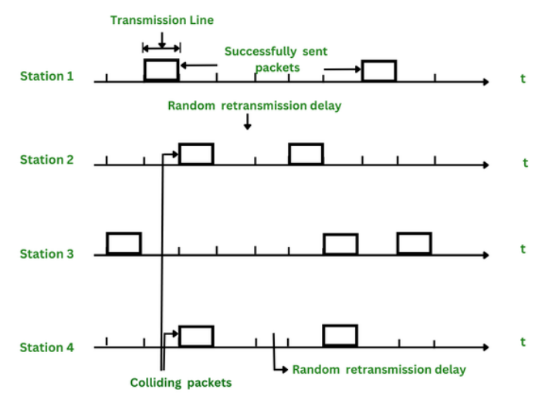 Transmission Line
Successfully sent
packets
Station 1
t
Random retransmission delay
Station 2
t
Station 3
t
Station 4
t
Random retransmission delay
Colliding packets